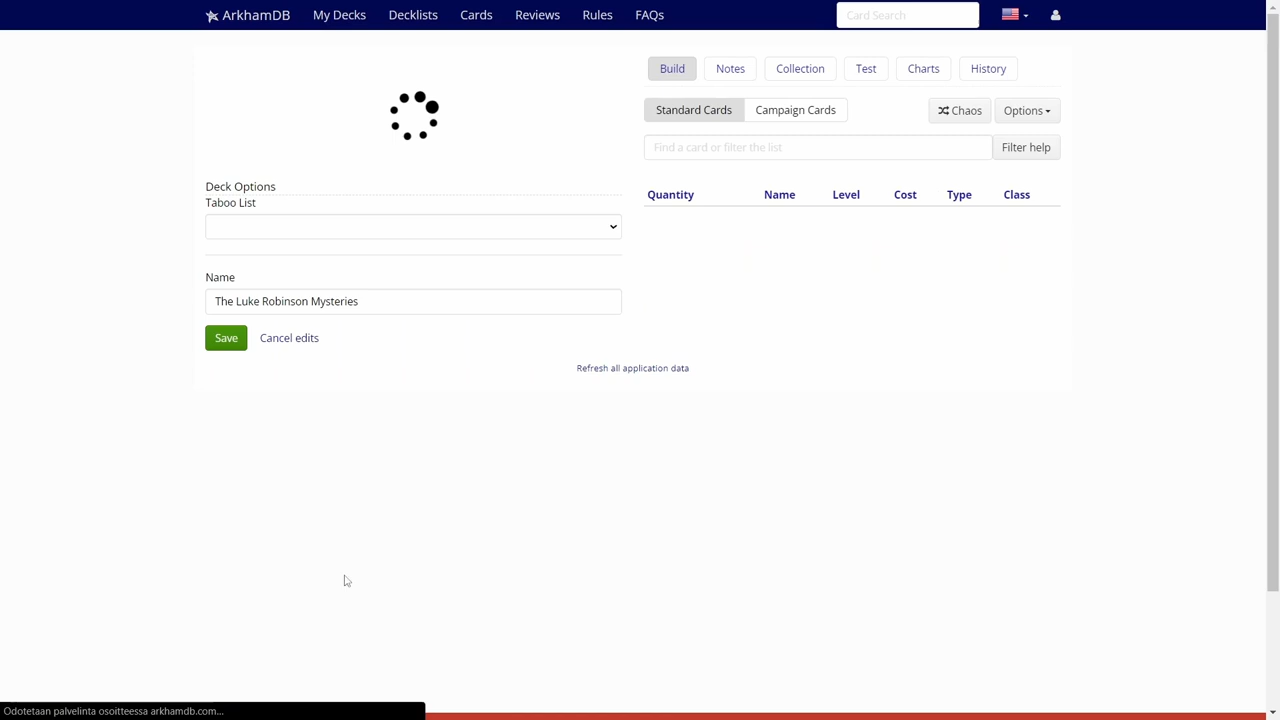 ArkhamDB My Decks Decklists Cards Reviews Rules FAQs Card Search
Build Notes Collection Test Charts History
Standard Cards Campaign Cards Chaos Options
Find a card or filter the list Filter help
Deck Options
Taboo List
Quantity Name Level Cost Type Class
Name
The Luke Robinson Mysteries
Save Cancel edits
Refresh all application data
Odotetaan palvelinta osoitteessa arkhamdb.com...